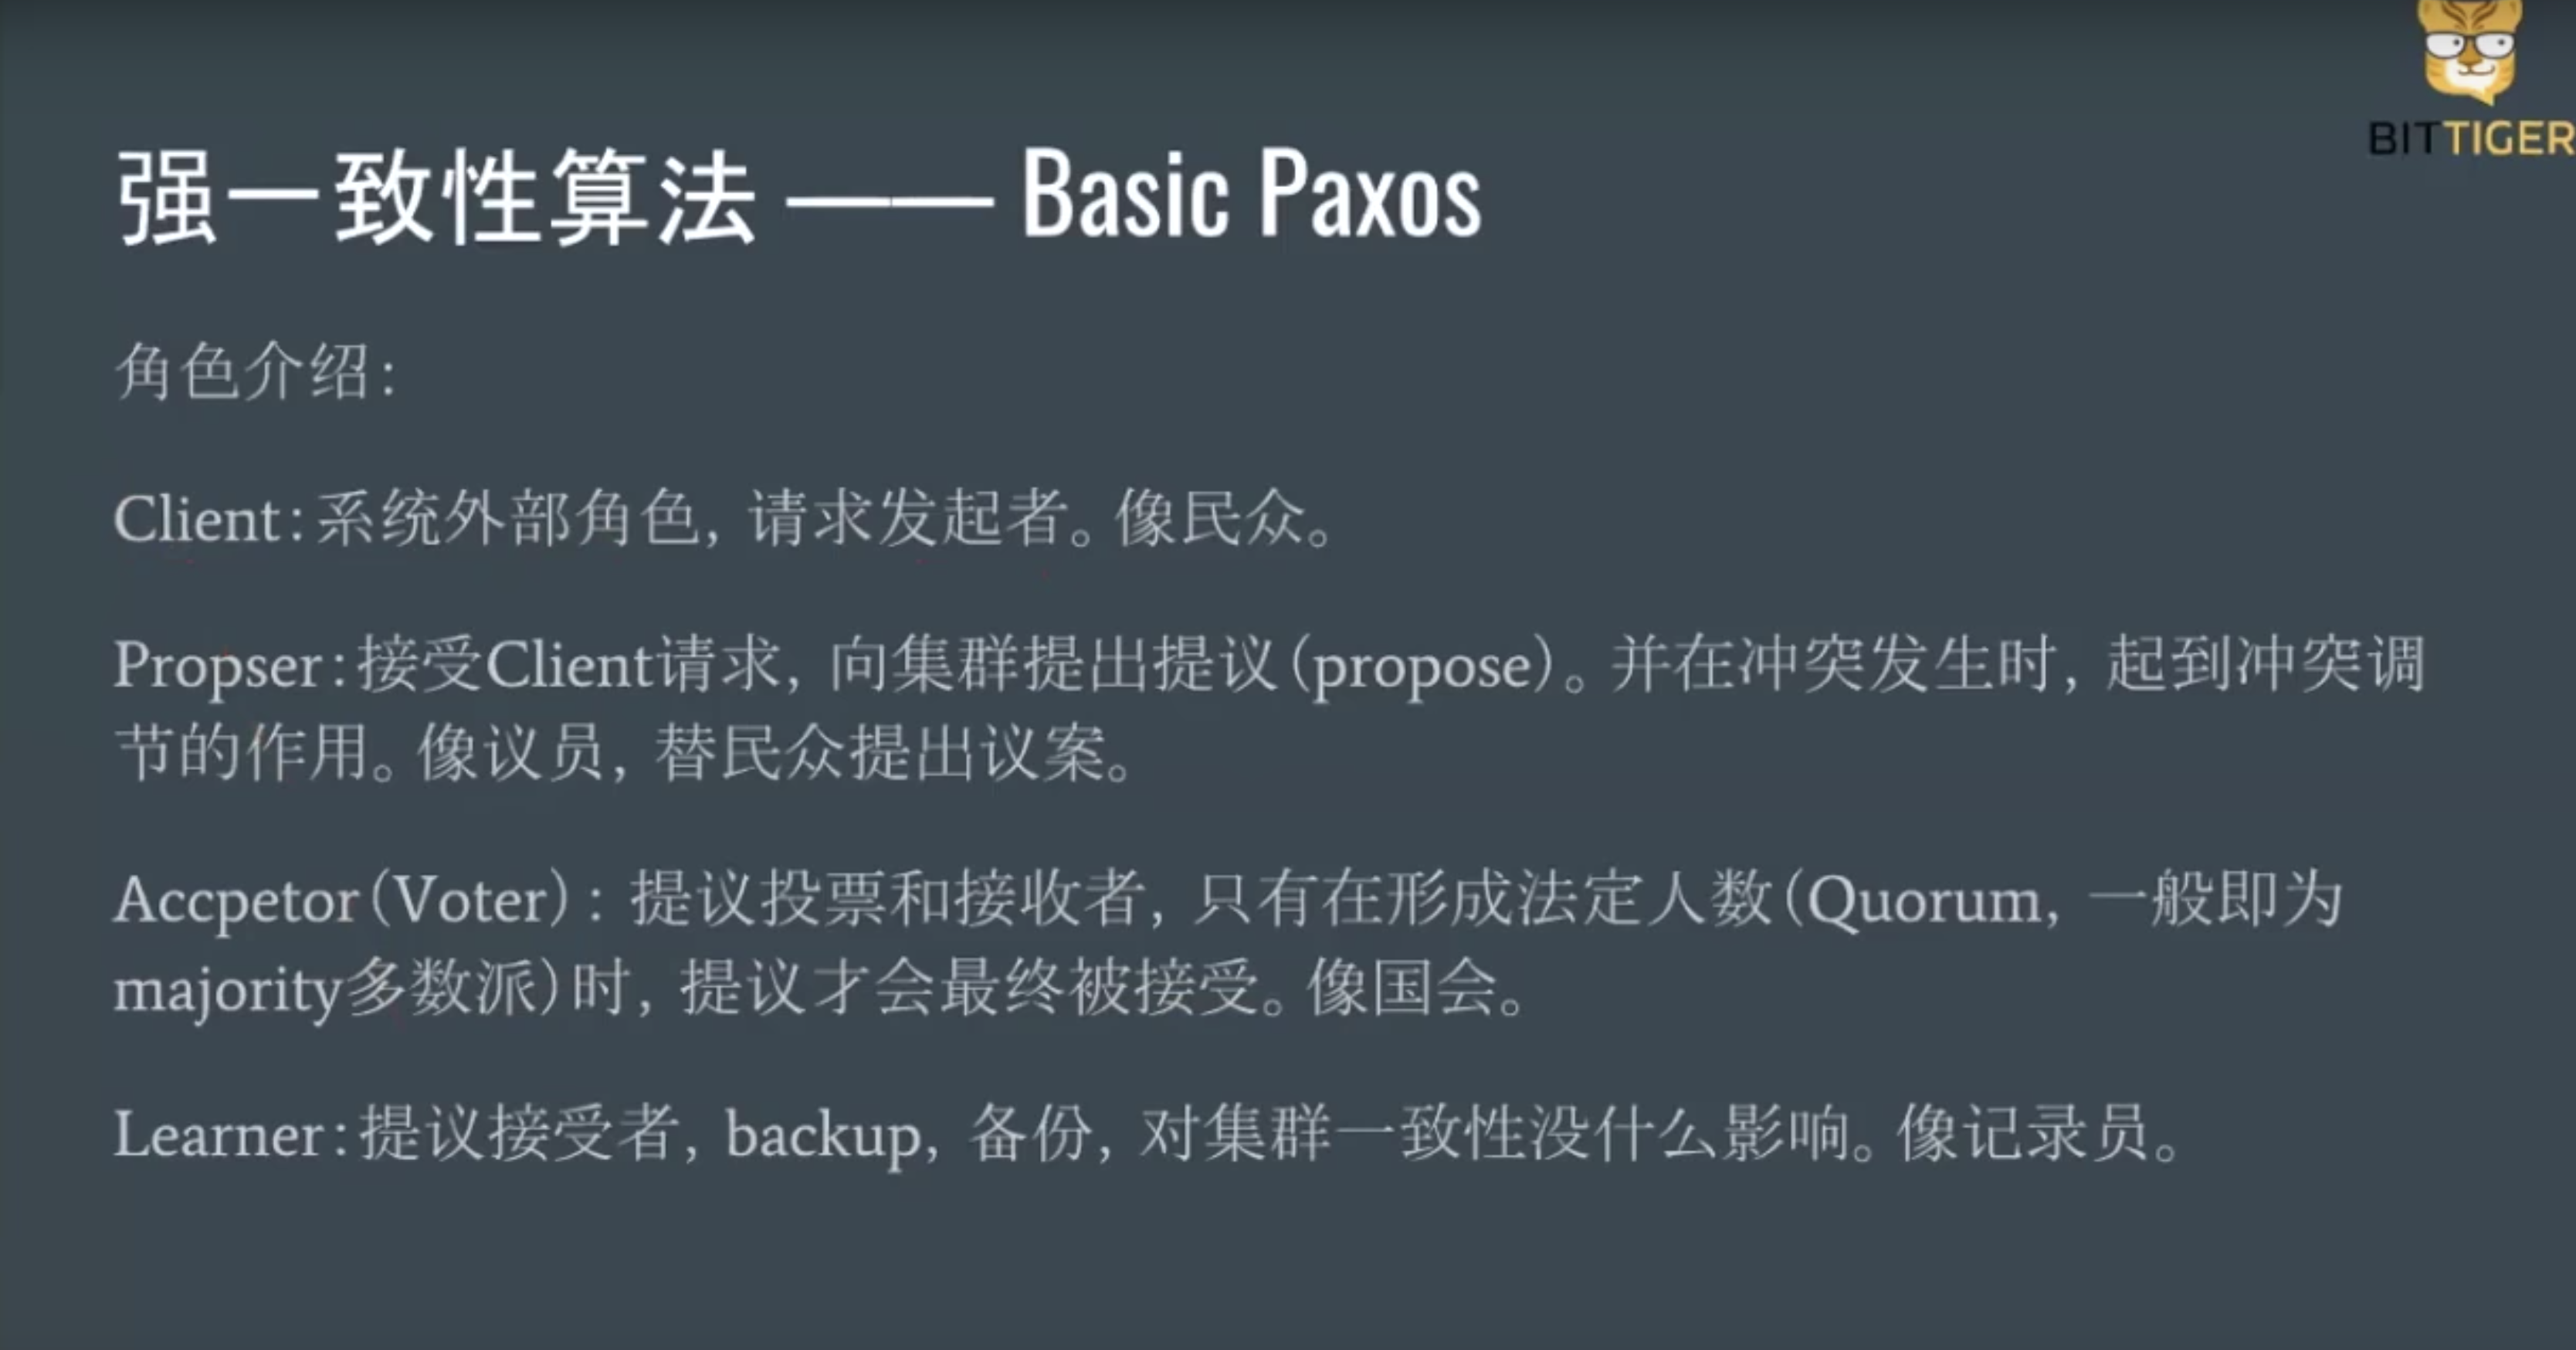 BITTIGER
强一致性算法 —— Basic Paxos
角色介绍：
Client：系统外部角色，请求发起者。像民众。
Propser：接受Client请求，向集群提出提议（propose）。并在冲突发生时，起到冲突调
节的作用。像议员，替民众提出议案。
Accpetor（Voter）：提议投票和接收者，只有在形成法定人数（Quorum，一般即为
majority多数派）时，提议才会最终被接受。像国会。
Learner：提议接受者，backup，备份，对集群一致性没什么影响。像记录员。